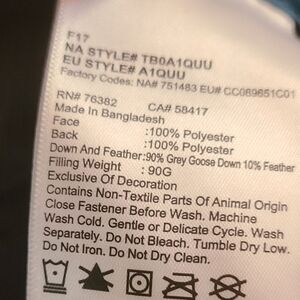 F17
NA STYLE# TB0A1QUU
EU STYLE# A1QUU
Factory Codes: NA# 751483 EU# CC089851C01
RN# 76382 CA# 58417
Made In Bangladesh
Face :100% Polyester
Back :100% Polyester
Down And Feather:90% Grey Goose Down 10% Feather
Filling Weight :90G
Exclusive Of Decoration
Contains Non-Textile Parts Of Animal Origin
Close Fastener Before Wash. Machine
Wash Cold. Gentle or Delicate Cycle. Wash
Separately. Do Not Bleach. Tumble Dry Low.
Do Not Iron. Do Not Dry Clean.